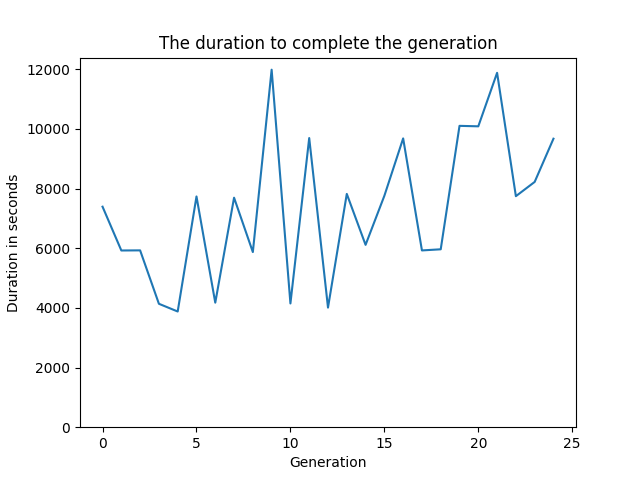 The duration to complete the generation
12000
10000
8000
6000
4000
2000
0
Duration in seconds
0 5 10 15 20 25
Generation